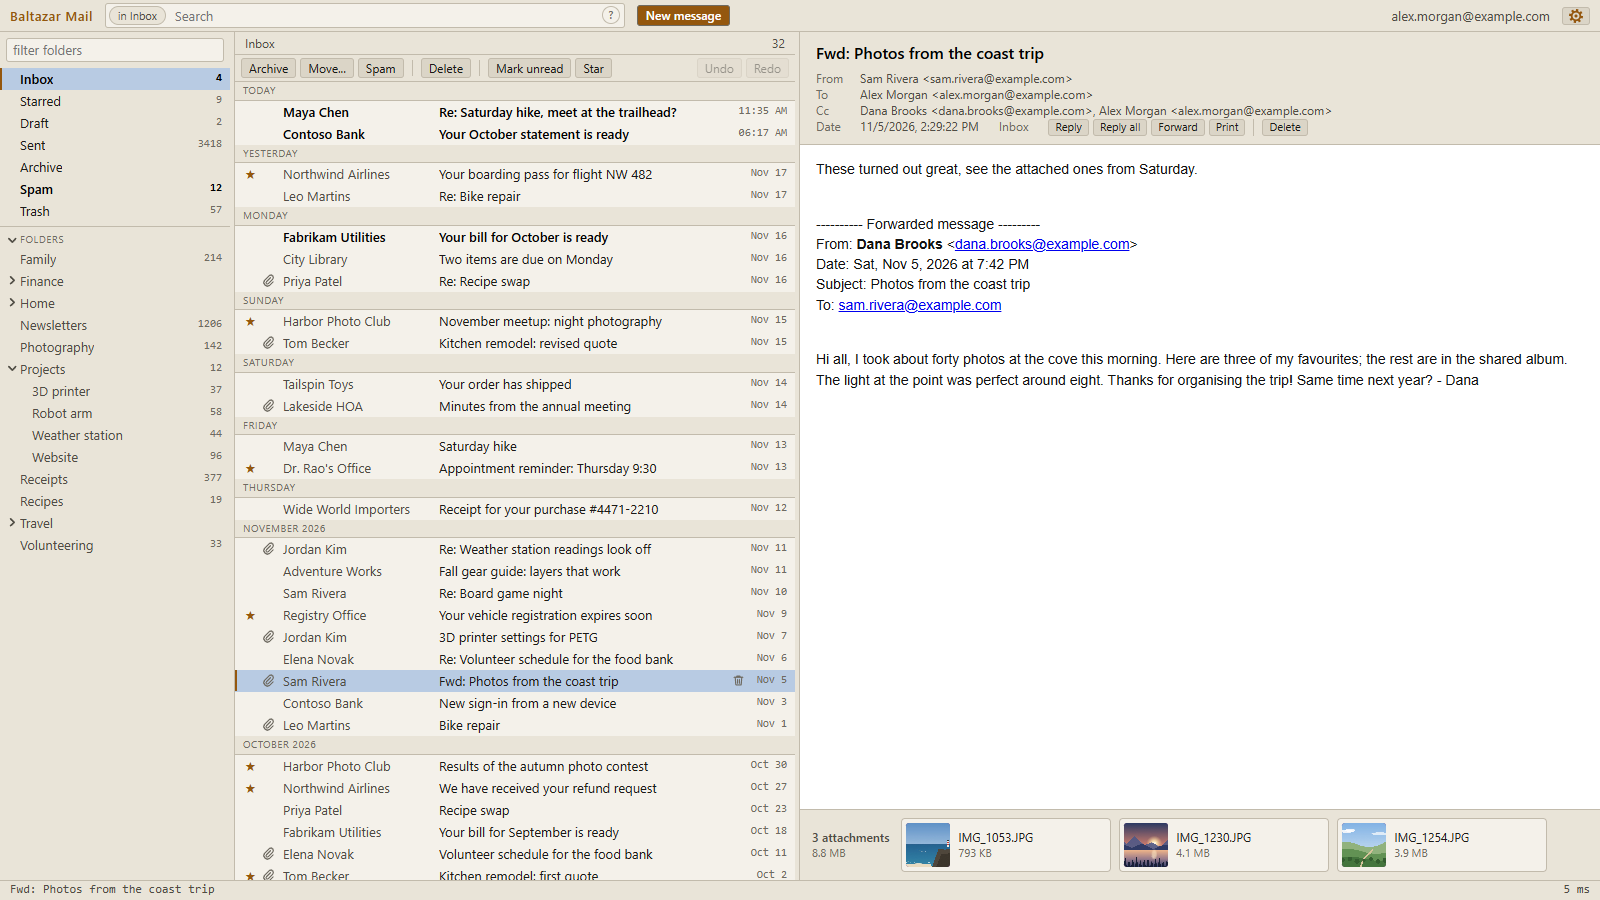 Baltazar Mail
in Inbox
Search
?
New message
alex.morgan@example.com
filter folders
Inbox 4
Starred 9
Draft 2
Sent 3418
Archive
Spam 12
Trash 57
FOLDERS
Family 214
Finance
Home
Newsletters 1206
Photography 142
Projects 12
3D printer 37
Robot arm 58
Weather station 44
Website 96
Receipts 377
Recipes 19
Travel
Volunteering 33
Inbox 32
Archive Move... Spam Delete Mark unread Star Undo Redo
TODAY
Maya Chen Re: Saturday hike, meet at the trailhead? 11:35 AM
Contoso Bank Your October statement is ready 06:17 AM
YESTERDAY
Northwind Airlines Your boarding pass for flight NW 482 Nov 17
Leo Martins Re: Bike repair Nov 17
MONDAY
Fabrikam Utilities Your bill for October is ready Nov 16
City Library Two items are due on Monday Nov 16
Priya Patel Re: Recipe swap Nov 16
SUNDAY
Harbor Photo Club November meetup: night photography Nov 15
Tom Becker Kitchen remodel: revised quote Nov 15
SATURDAY
Tailspin Toys Your order has shipped Nov 14
Lakeside HOA Minutes from the annual meeting Nov 14
FRIDAY
Maya Chen Saturday hike Nov 13
Dr. Rao's Office Appointment reminder: Thursday 9:30 Nov 13
THURSDAY
Wide World Importers Receipt for your purchase #4471-2210 Nov 12
NOVEMBER 2026
Jordan Kim Re: Weather station readings look off Nov 11
Adventure Works Fall gear guide: layers that work Nov 11
Sam Rivera Re: Board game night Nov 10
Registry Office Your vehicle registration expires soon Nov 9
Jordan Kim 3D printer settings for PETG Nov 7
Elena Novak Re: Volunteer schedule for the food bank Nov 6
Sam Rivera Fwd: Photos from the coast trip Nov 5
Contoso Bank New sign-in from a new device Nov 3
Leo Martins Bike repair Nov 1
OCTOBER 2026
Harbor Photo Club Results of the autumn photo contest Oct 30
Northwind Airlines We have received your refund request Oct 27
Priya Patel Recipe swap Oct 23
Fabrikam Utilities Your bill for September is ready Oct 18
Elena Novak Volunteer schedule for the food bank Oct 11
Tom Becker Kitchen remodel: first quote Oct 2
Fwd: Photos from the coast trip
From Sam Rivera <sam.rivera@example.com>
To Alex Morgan <alex.morgan@example.com>
Cc Dana Brooks <dana.brooks@example.com>, Alex Morgan <alex.morgan@example.com>
Date 11/5/2026, 2:29:22 PM Inbox Reply Reply all Forward Print Delete
These turned out great, see the attached ones from Saturday.
---------- Forwarded message ---------
From: Dana Brooks <dana.brooks@example.com>
Date: Sat, Nov 5, 2026 at 7:42 PM
Subject: Photos from the coast trip
To: sam.rivera@example.com
Hi all, I took about forty photos at the cove this morning. Here are three of my favourites; the rest are in the shared album.
The light at the point was perfect around eight. Thanks for organising the trip! Same time next year? - Dana
3 attachments
8.8 MB
IMG_1053.JPG
793 KB
IMG_1230.JPG
4.1 MB
IMG_1254.JPG
3.9 MB
Fwd: Photos from the coast trip
5 ms